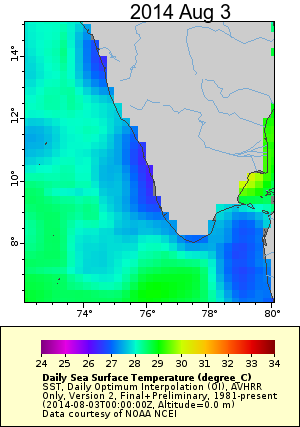 2014 Aug 3
14°
12°
10°
8°
74° 76° 78° 80°
24 25 26 27 28 29 30 31 32 33 34
Daily Sea Surface Temperature (degree_C)
SST, Daily Optimum Interpolation (OI), AVHRR
Only, Version 2, Final+Preliminary, 1981-present
(2014-08-03T00:00:00Z, Altitude=0.0 m)
Data courtesy of NOAA NCEI